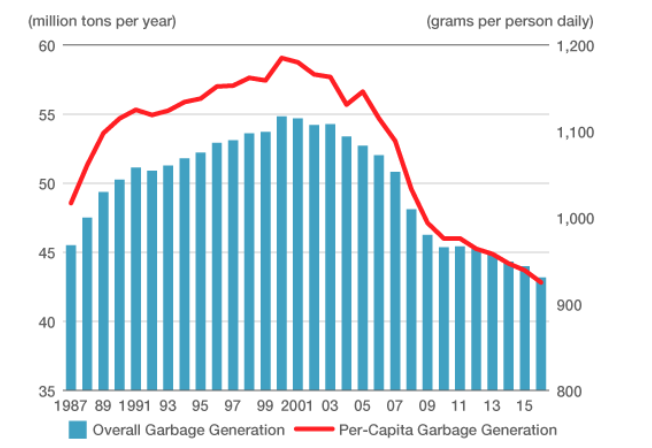 (million tons per year) (grams per person daily)
60 1,200
55 1,100
50 1,000
45 900
40 800
35
1987 89 1991 93 95 97 99 2001 03 05 07 09 11 13 15
Overall Garbage Generation Per-Capita Garbage Generation